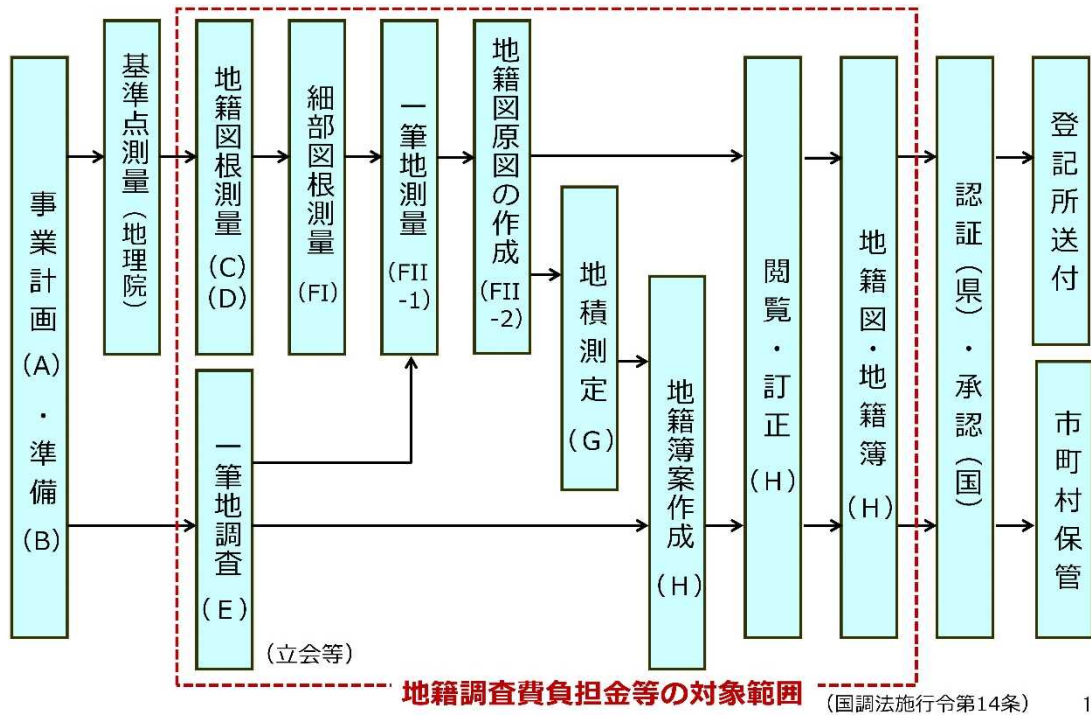 事業計画(A)・準備(B)
基準点測量(地理院)
地籍図根測量(C)(D)
細部図根測量(FI)
一筆地測量(FII-1)
地籍図原図の作成(FII-2)
一筆地調査(E)
(立会等)
地積測定(G)
地籍簿案作成(H)
閲覧・訂正(H)
地籍図・地籍簿(H)
認証(県)・承認(国)
登記所送付
市町村保管
地籍調査費負担金等の対象範囲
(国調法施行令第14条)
1